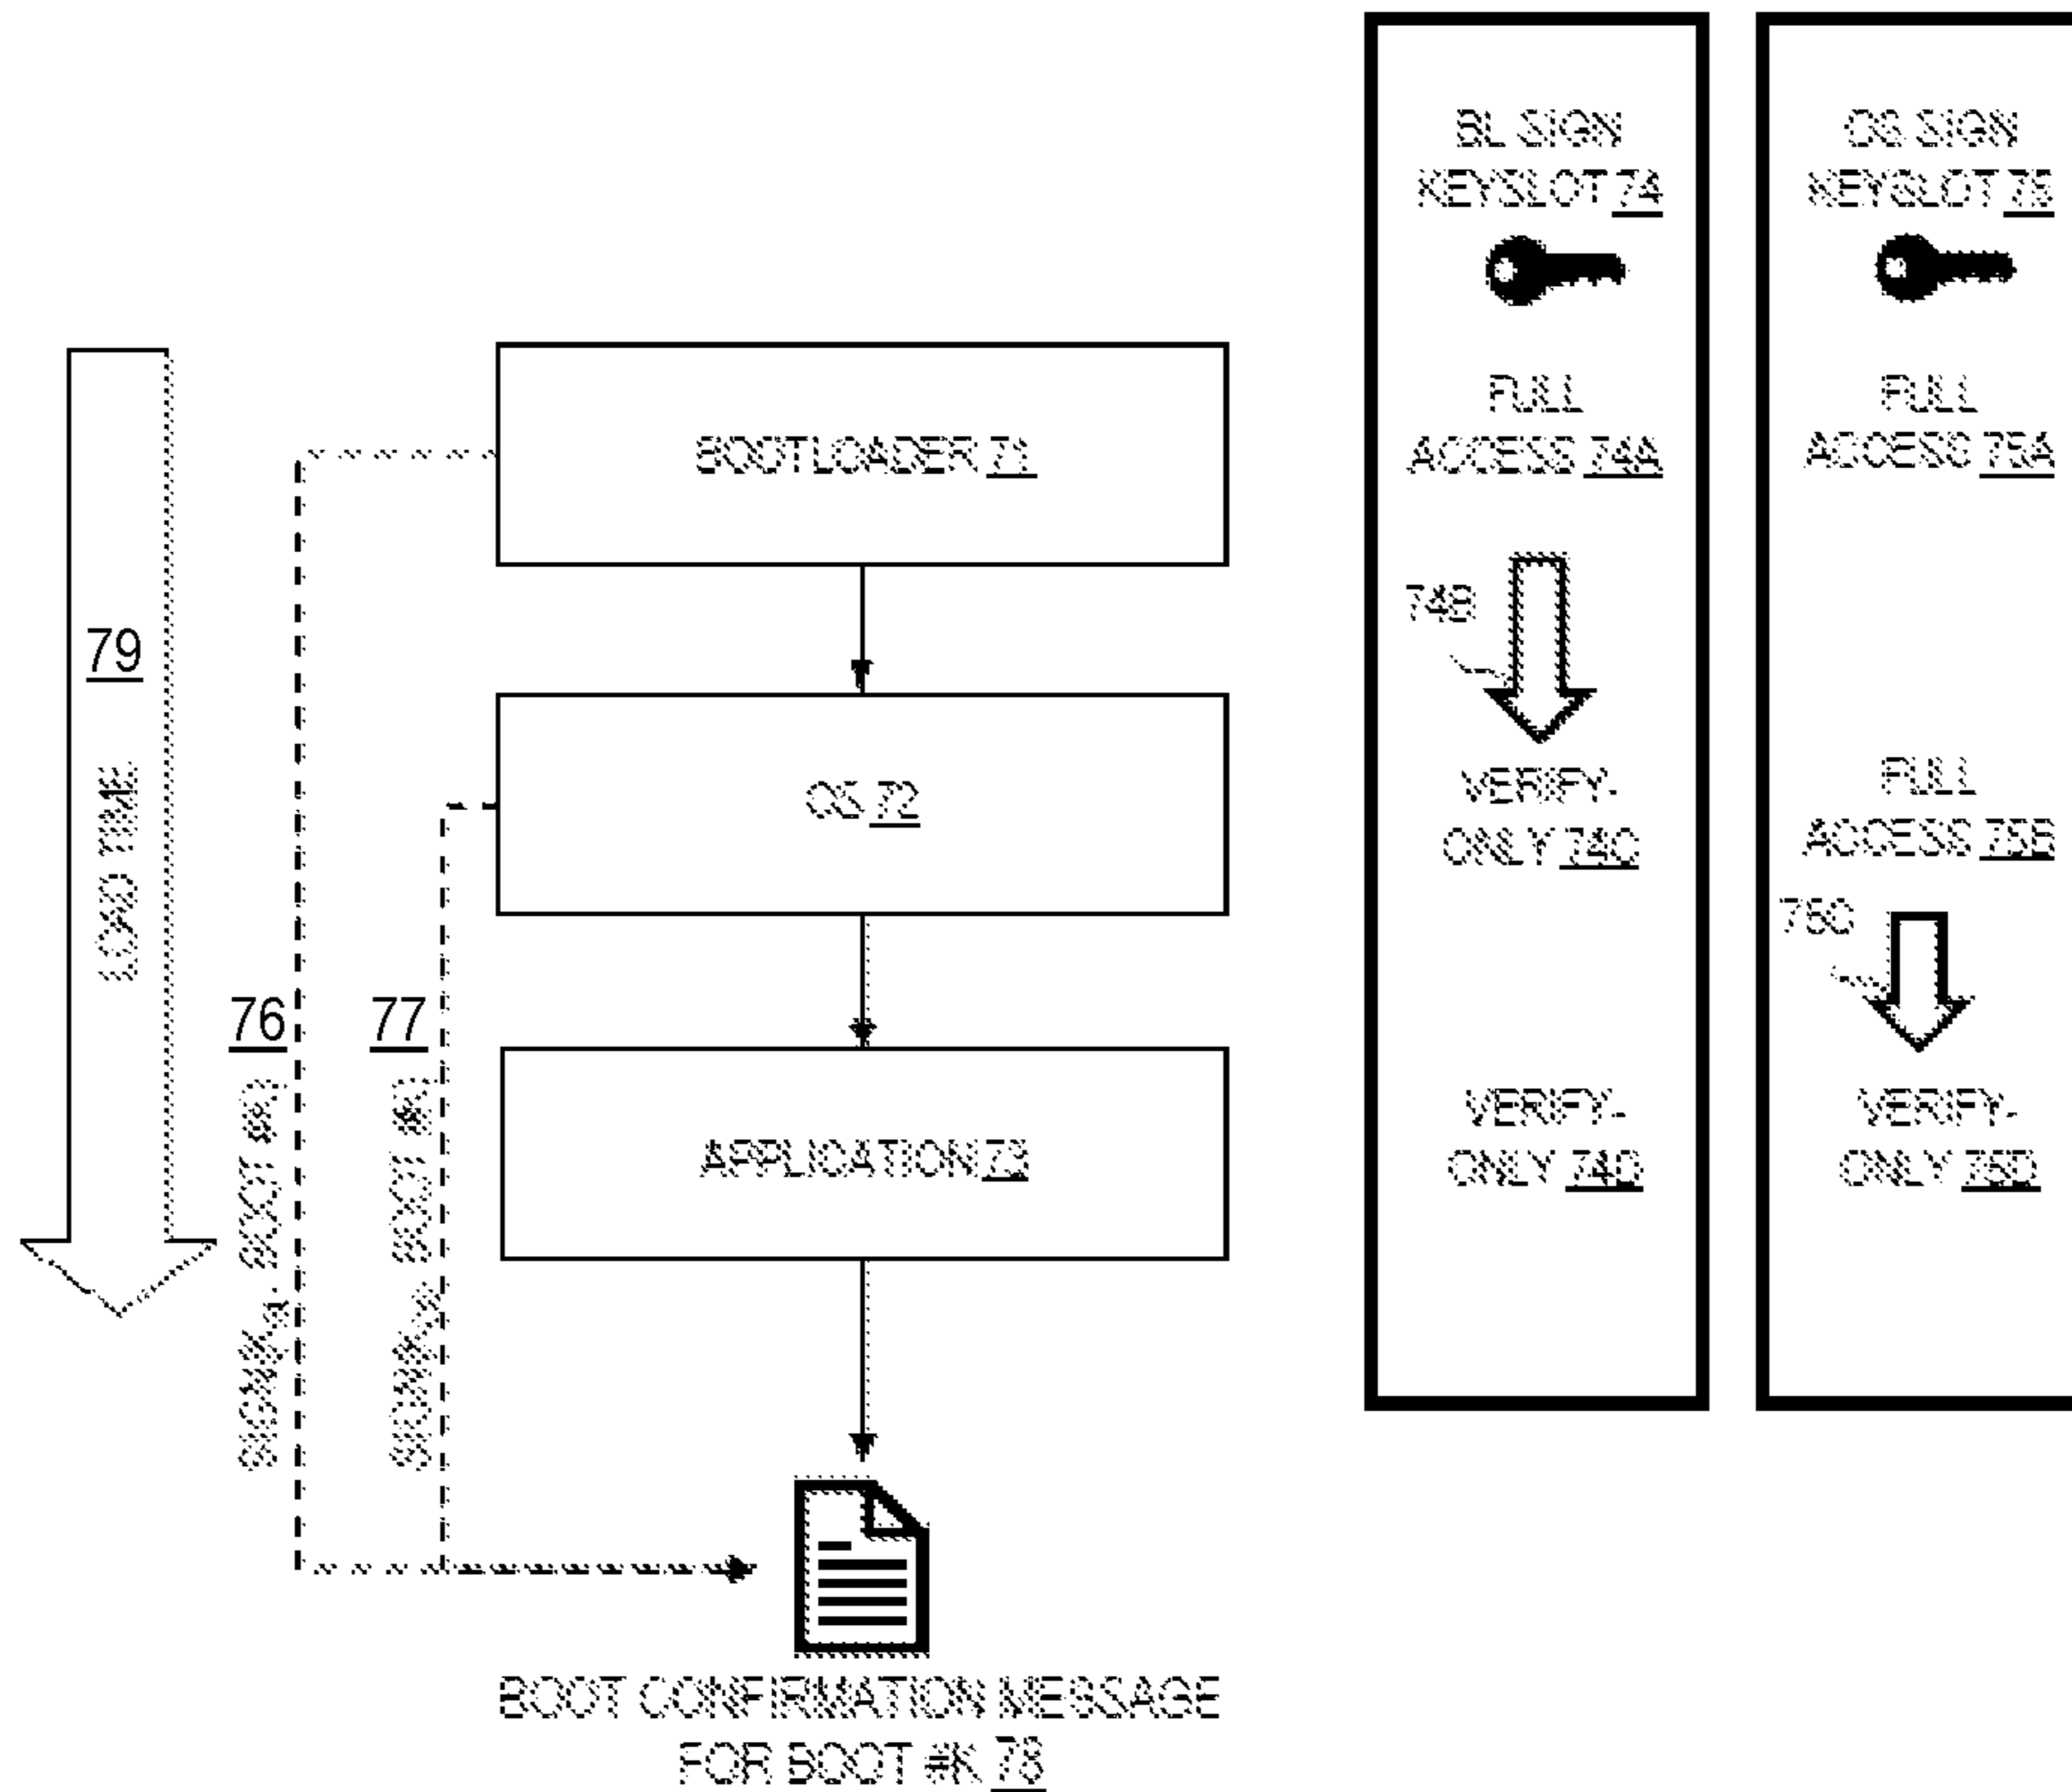 BL SIGN
KEYSLOT 74
OS SIGN
KEYSLOT 75
FULL
ACCESS 74A
FULL
ACCESS 75A
BOOTLOADER 71
74B
79
LOAD TIME
VERIFY-
ONLY 74C
FULL
ACCESS 75B
OS 72
75C
76
77
VERIFY-
ONLY 74D
VERIFY-
ONLY 75D
APPLICATION 73
BOOT CONFIRMATION MESSAGE
FOR BOOT #K 78